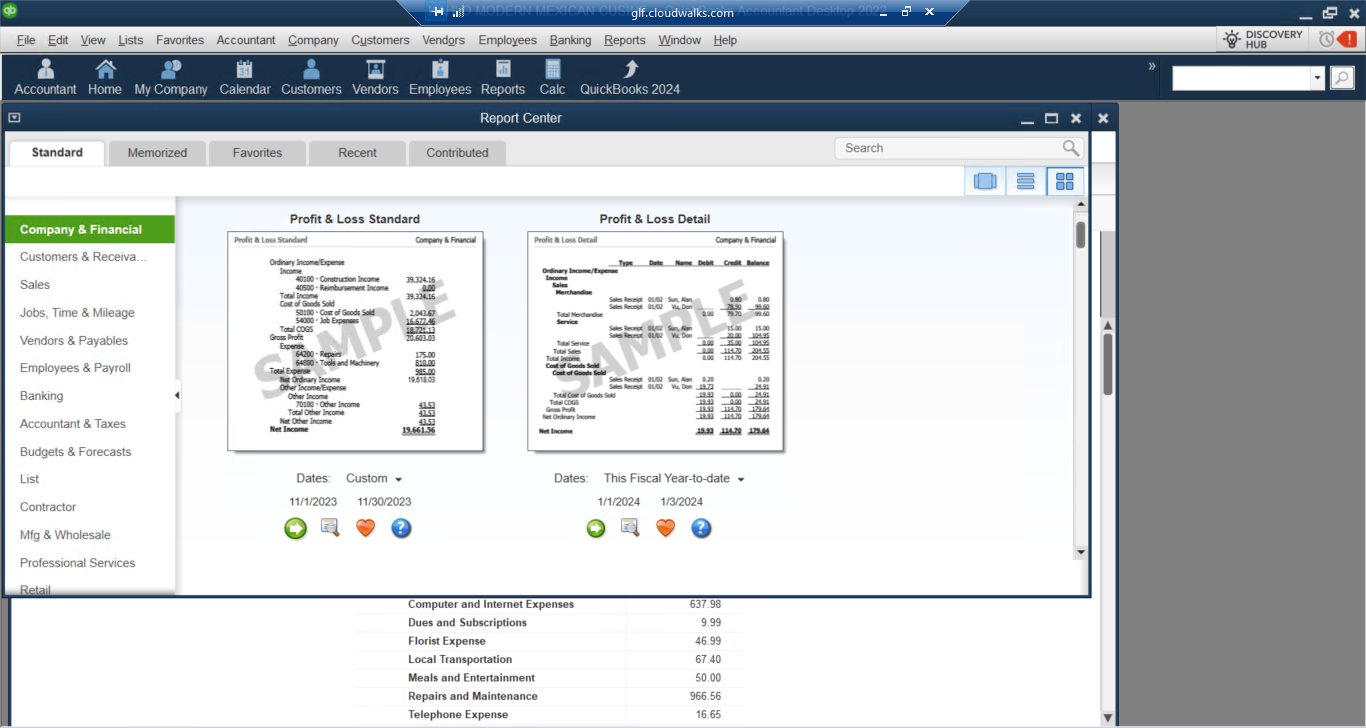 MODERN MEXICAN CUSI
glf.cloudwalks.com
Accountant Desktop 2022
File Edit View Lists Favorites Accountant Company Customers Vendors Employees Banking Reports Window Help
DISCOVERY
HUB
Accountant Home My Company Calendar Customers Vendors Employees Reports Calc QuickBooks 2024
31
Report Center
Standard Memorized Favorites Recent Contributed
Search
Company & Financial
Customers & Receiva...
Sales
Jobs, Time & Mileage
Vendors & Payables
Employees & Payroll
Banking
Accountant & Taxes
Budgets & Forecasts
List
Contractor
Mfg & Wholesale
Professional Services
Retail
Profit & Loss Standard
Profit & Loss Standard Company & Financial
Ordinary Income/Expense
Income
40100 · Construction Income 39,324.16
40500 · Reimbursement Income 0.00
Total Income 39,324.16
Cost of Goods Sold
50100 · Cost of Goods Sold 2,043.67
54000 · Job Expenses 16,677.46
Total COGS 18,721.13
Gross Profit 20,603.03
Expense
64200 · Repairs 175.00
64800 · Tools and Machinery 810.00
Total Expense 985.00
Net Ordinary Income 19,618.03
Other Income/Expense
Other Income
70100 · Other Income 43.53
Total Other Income 43.53
Net Other Income 43.53
Net Income 19,661.56
SAMPLE
Dates: Custom
11/1/2023 11/30/2023
Profit & Loss Detail
Profit & Loss Detail Company & Financial
Type Date Name Debit Credit Balance
Ordinary Income/Expense
Income
Sales
Merchandise
Sales Receipt 01/02 Sun, Alan 0.80 0.80
Sales Receipt 01/02 Vu, Don 78.90 99.60
Total Merchandise 0.00 79.70 99.60
Service
Sales Receipt 01/02 Sun, Alan 15.00 15.00
Sales Receipt 01/02 Vu, Don 20.00 104.95
Total Service 0.00 35.00 104.95
Total Sales 0.00 114.70 204.55
Total Income 0.00 114.70 204.55
Cost of Goods Sold
Cost of Goods Sold
Sales Receipt 01/02 Sun, Alan 0.20 0.20
Sales Receipt 01/02 Vu, Don 19.73 24.91
Total Cost of Goods Sold 19.93 0.00 24.91
Total COGS 19.93 0.00 24.91
Gross Profit 19.93 114.70 179.64
Net Ordinary Income 19.93 114.70 179.64
Net Income 19.93 114.70 179.64
SAMPLE
Dates: This Fiscal Year-to-date
1/1/2024 1/3/2024
Computer and Internet Expenses 637.98
Dues and Subscriptions 9.99
Florist Expense 46.99
Local Transportation 67.40
Meals and Entertainment 50.00
Repairs and Maintenance 966.56
Telephone Expense 16.65